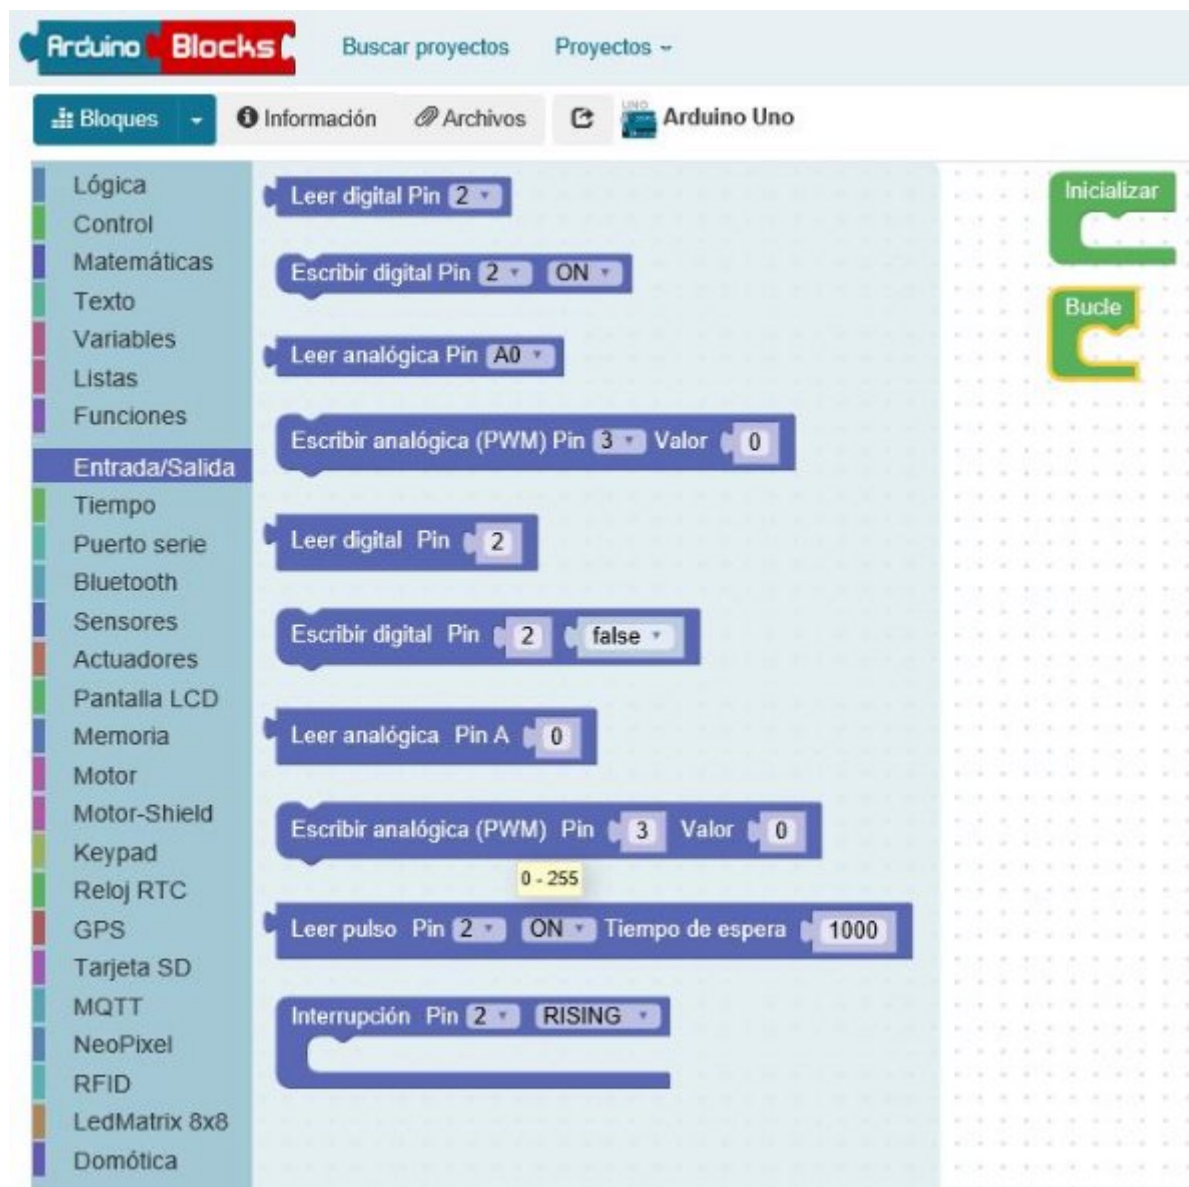 Arduino Blocks Buscar proyectos Proyectos
Bloques Información Archivos UNO Arduino Uno
Lógica
Control
Matemáticas
Texto
Variables
Listas
Funciones
Entrada/Salida
Tiempo
Puerto serie
Bluetooth
Sensores
Actuadores
Pantalla LCD
Memoria
Motor
Motor-Shield
Keypad
Reloj RTC
GPS
Tarjeta SD
MQTT
NeoPixel
RFID
LedMatrix 8x8
Domótica
Leer digital Pin 2
Escribir digital Pin 2 ON
Leer analógica Pin A0
Escribir analógica (PWM) Pin 3 Valor 0
Leer digital Pin 2
Escribir digital Pin 2 false
Leer analógica Pin A 0
Escribir analógica (PWM) Pin 3 Valor 0
0 - 255
Leer pulso Pin 2 ON Tiempo de espera 1000
Interrupción Pin 2 RISING
Inicializar
Bucle